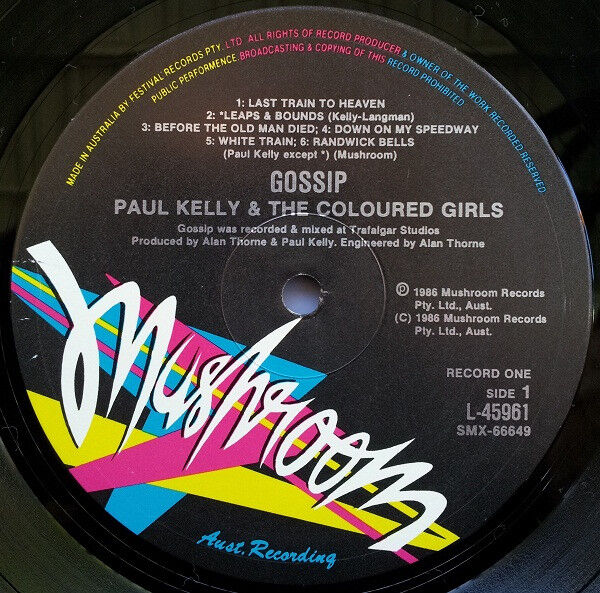 MADE IN AUSTRALIA BY FESTIVAL RECORDS PTY. LTD ALL RIGHTS OF RECORD PRODUCER & OWNER OF THE WORK RECORDED RESERVED
PUBLIC PERFORMENCE, BROADCASTING & COPYING OF THIS RECORD PROHIBITED
1: LAST TRAIN TO HEAVEN
2: *LEAPS & BOUNDS (Kelly-Langman)
3: BEFORE THE OLD MAN DIED; 4: DOWN ON MY SPEEDWAY
5: WHITE TRAIN; 6: RANDWICK BELLS
(Paul Kelly except *) (Mushroom)
GOSSIP
PAUL KELLY & THE COLOURED GIRLS
Gossip was recorded & mixed at Trafalgar Studios
Produced by Alan Thorne & Paul Kelly. Engineered by Alan Thorne
℗ 1986 Mushroom Records
Pty. Ltd., Aust.
(C) 1986 Mushroom Records
Pty. Ltd., Aust.
RECORD ONE
SIDE 1
L-45961
SMX-66649
Mushroom
Aust. Recording